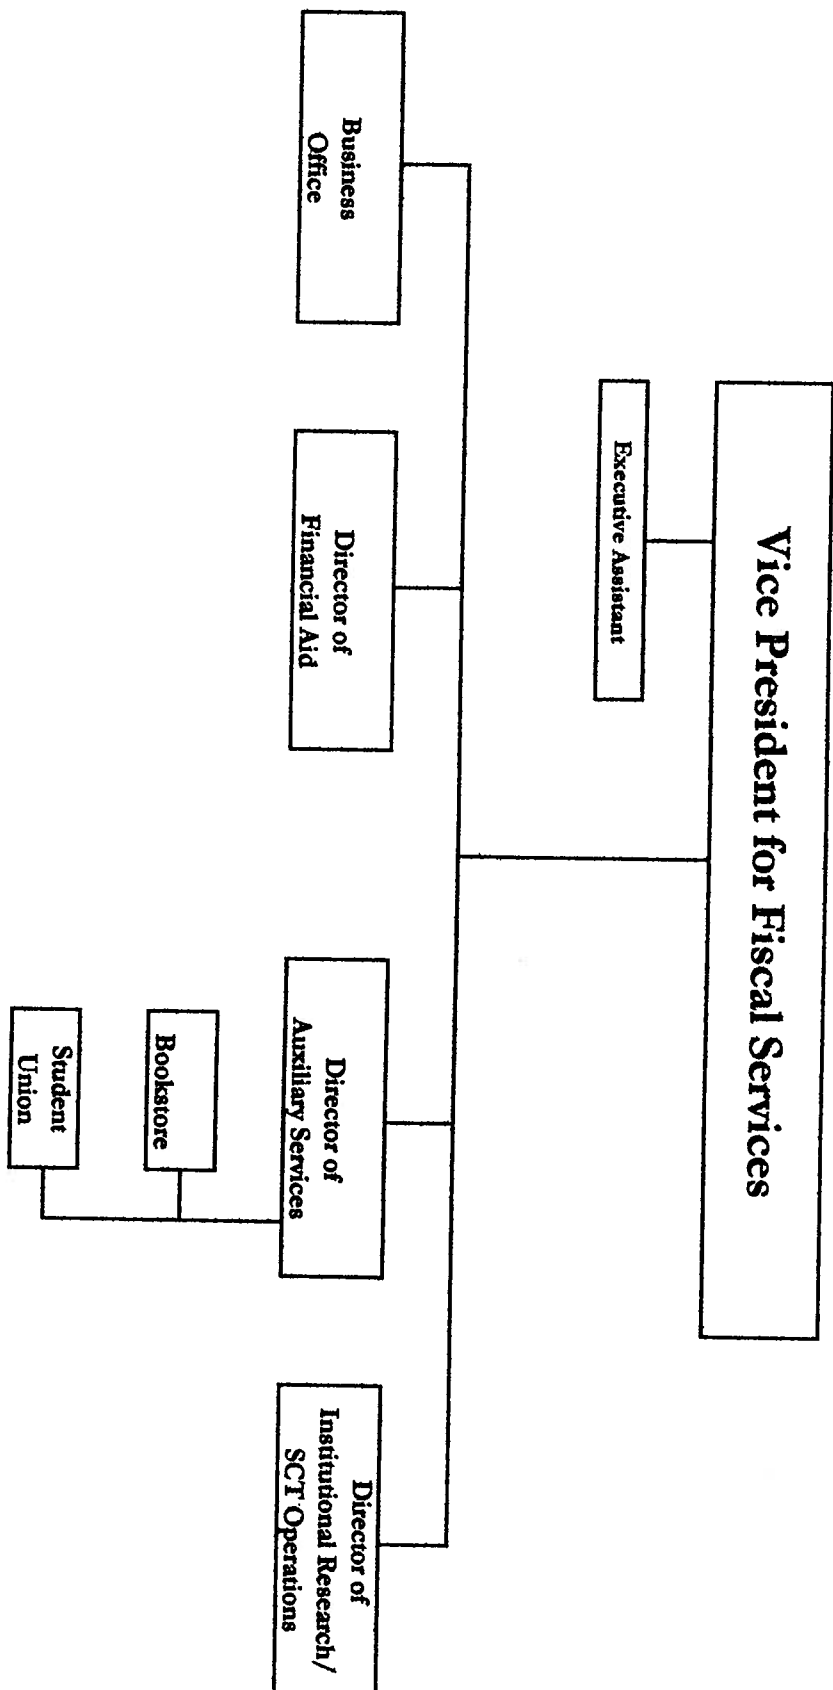 Vice President for Fiscal Services
Executive Assistant
Business
Office
Director of
Financial Aid
Director of
Auxiliary Services
Bookstore
Student
Union
Director of
Institutional Research/
SCT Operations